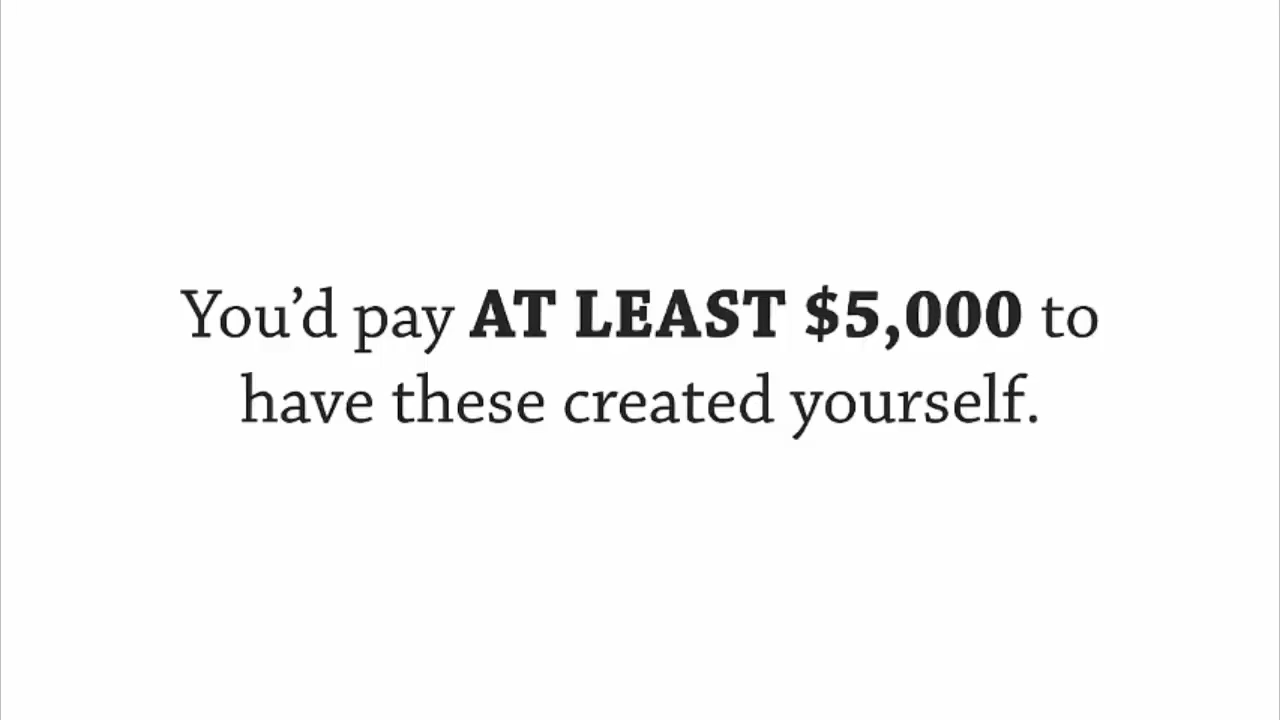 You’d pay AT LEAST $5,000 to
have these created yourself.